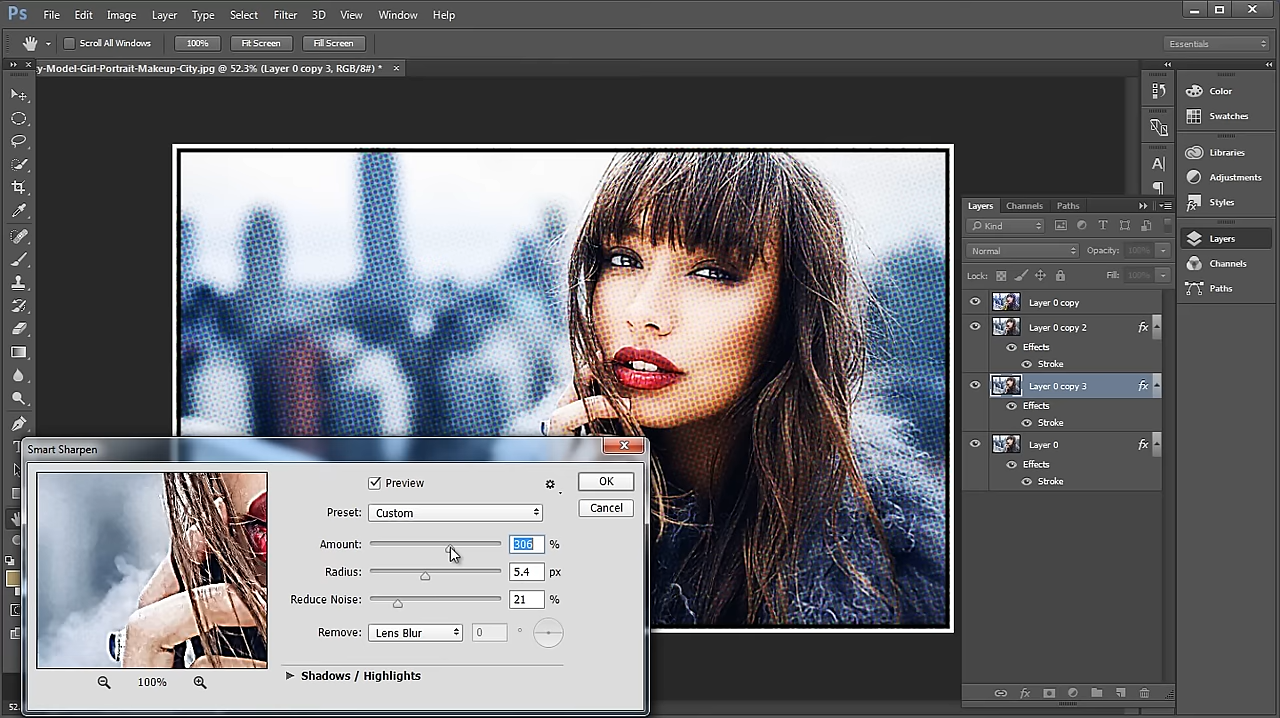 Ps File Edit Image Layer Type Select Filter 3D View Window Help
Scroll All Windows 100% Fit Screen Fill Screen Essentials
y-Model-Girl-Portrait-Makeup-City.jpg @ 52.3% (Layer 0 copy 3, RGB/8#) * ×
Color
Swatches
Libraries
Adjustments
Styles
Layers
Channels
Paths
Layers Channels Paths
Kind
Normal Opacity: 100%
Lock: Fill: 100%
Layer 0 copy
Layer 0 copy 2 fx
Effects
Stroke
Layer 0 copy 3 fx
Effects
Stroke
Layer 0 fx
Effects
Stroke
fx
Smart Sharpen
Preview
OK
Preset: Custom
Cancel
Amount: 306 %
Radius: 5.4 px
Reduce Noise: 21 %
Remove: Lens Blur 0 °
Shadows / Highlights
100%
52.